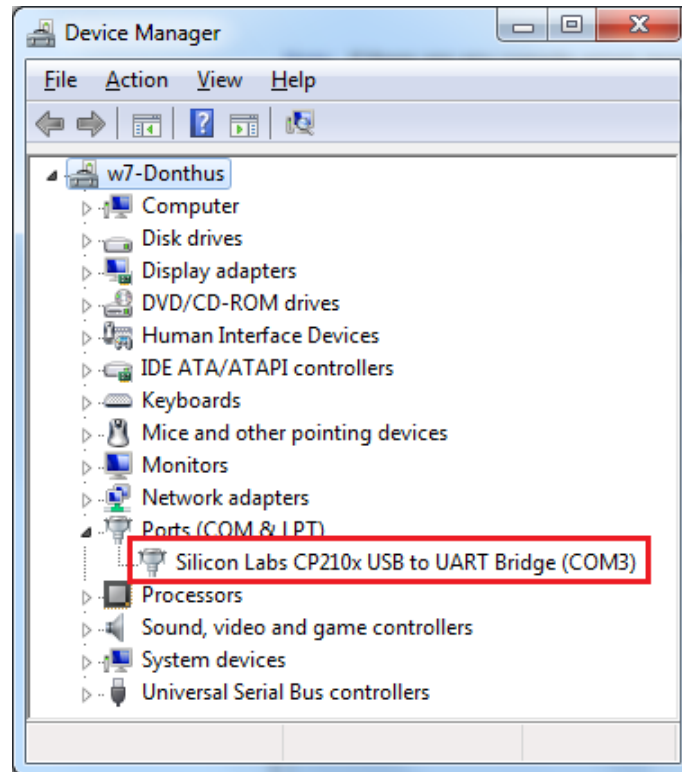 Device Manager
File Action View Help
w7-Donthus
Computer
Disk drives
Display adapters
DVD/CD-ROM drives
Human Interface Devices
IDE ATA/ATAPI controllers
Keyboards
Mice and other pointing devices
Monitors
Network adapters
Ports (COM & LPT)
Silicon Labs CP210x USB to UART Bridge (COM3)
Processors
Sound, video and game controllers
System devices
Universal Serial Bus controllers